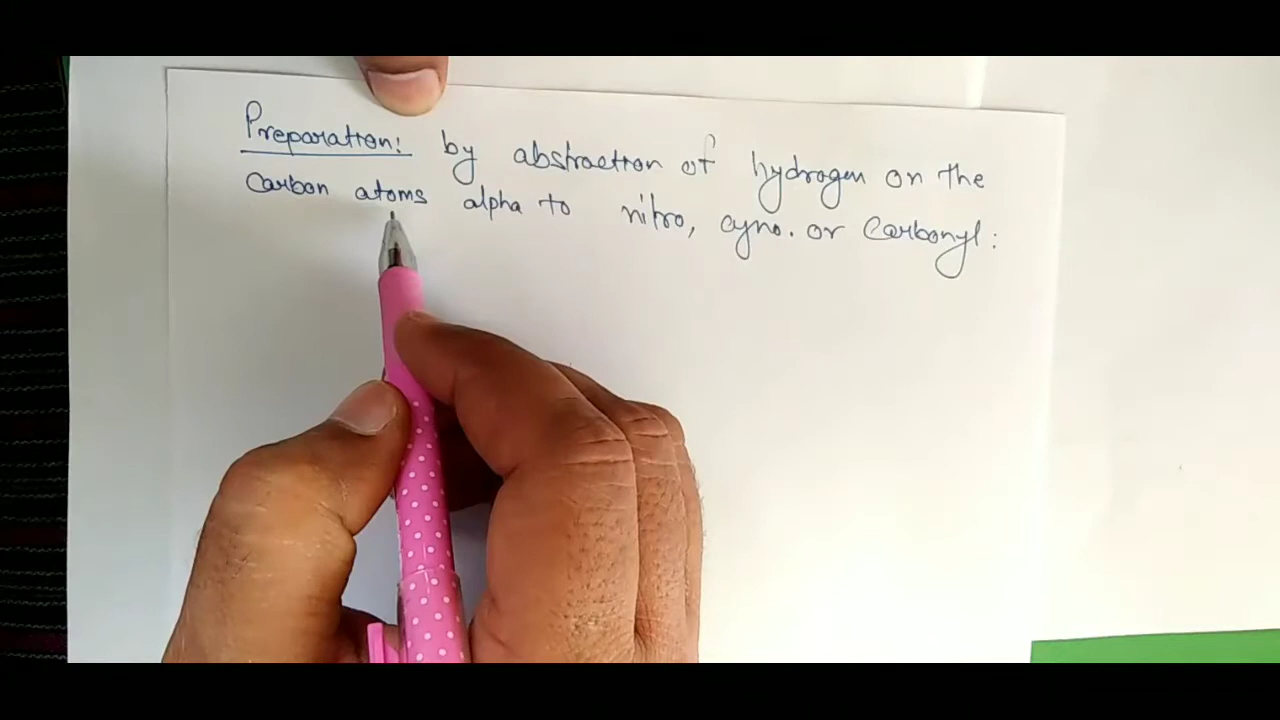 Preparation: by abstraction of hydrogen on the
Carbon atoms alpha to nitro, cyno. or Carbonyl: